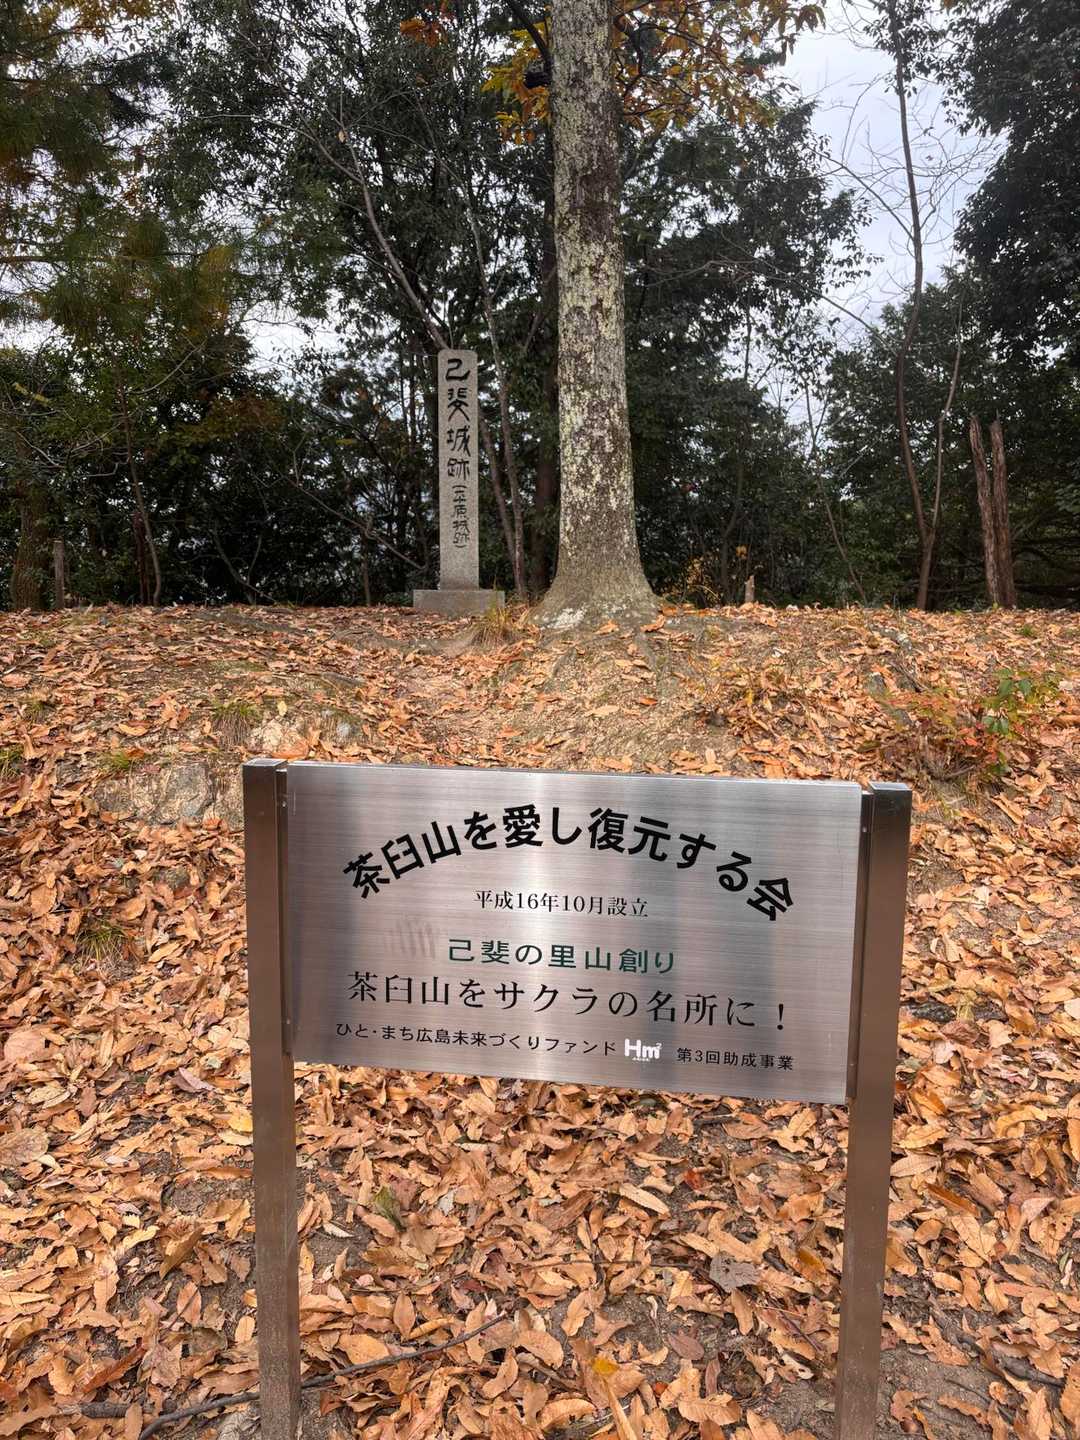 己斐城跡(平原城跡)
茶臼山を愛し復元する会
平成16年10月設立
己斐の里山創り
茶臼山をサクラの名所に！
ひと・まち広島未来づくりファンド Hm² 第3回助成事業